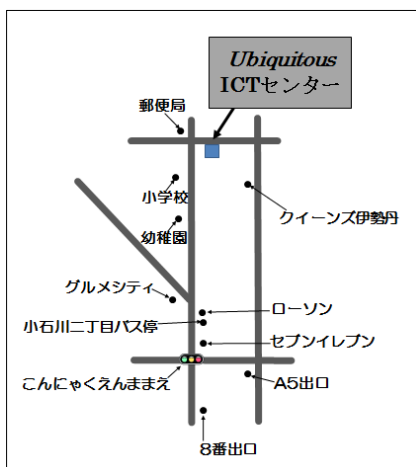 Ubiquitous
ICTセンター
郵便局
小学校
クイーンズ伊勢丹
幼稚園
グルメシティ
ローソン
小石川二丁目バス停
セブンイレブン
こんにゃくえんままえ
A5出口
8番出口